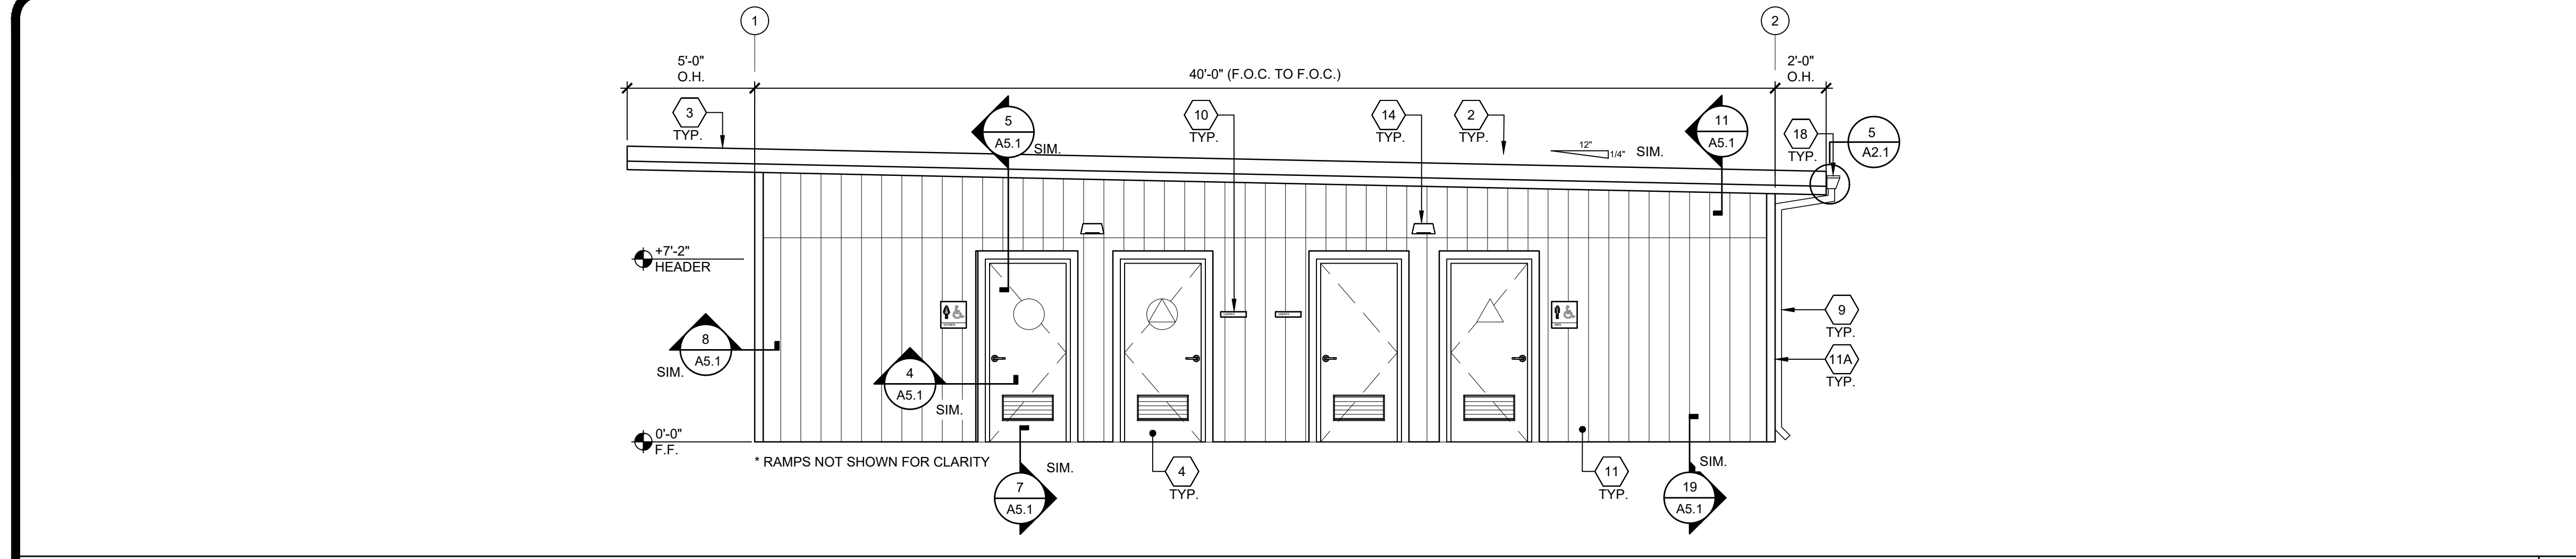 1
2
5'-0"
O.H.
40'-0" (F.O.C. TO F.O.C.)
2'-0"
O.H.
3
TYP.
5
A5.1
SIM.
10
TYP.
14
TYP.
2
TYP.
12"
1/4"
SIM.
11
A5.1
18
TYP.
5
A2.1
+7'-2"
HEADER
8
A5.1
SIM.
4
A5.1
SIM.
9
TYP.
11A
TYP.
0'-0"
F.F.
* RAMPS NOT SHOWN FOR CLARITY
7
A5.1
SIM.
4
TYP.
11
TYP.
SIM.
19
A5.1